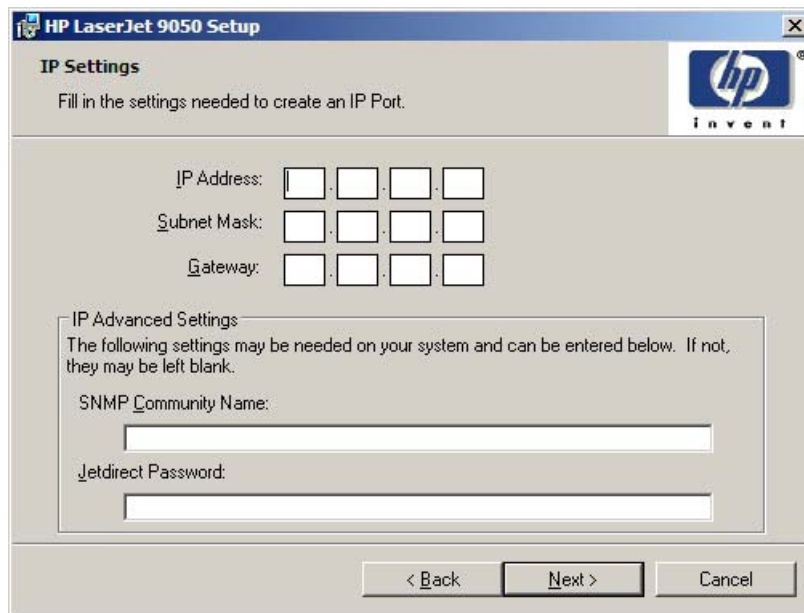 HP LaserJet 9050 Setup
IP Settings
Fill in the settings needed to create an IP Port.
hp
®
invent
IP Address:
Subnet Mask:
Gateway:
IP Advanced Settings
The following settings may be needed on your system and can be entered below. If not,
they may be left blank.
SNMP Community Name:
Jetdirect Password:
< Back
Next >
Cancel